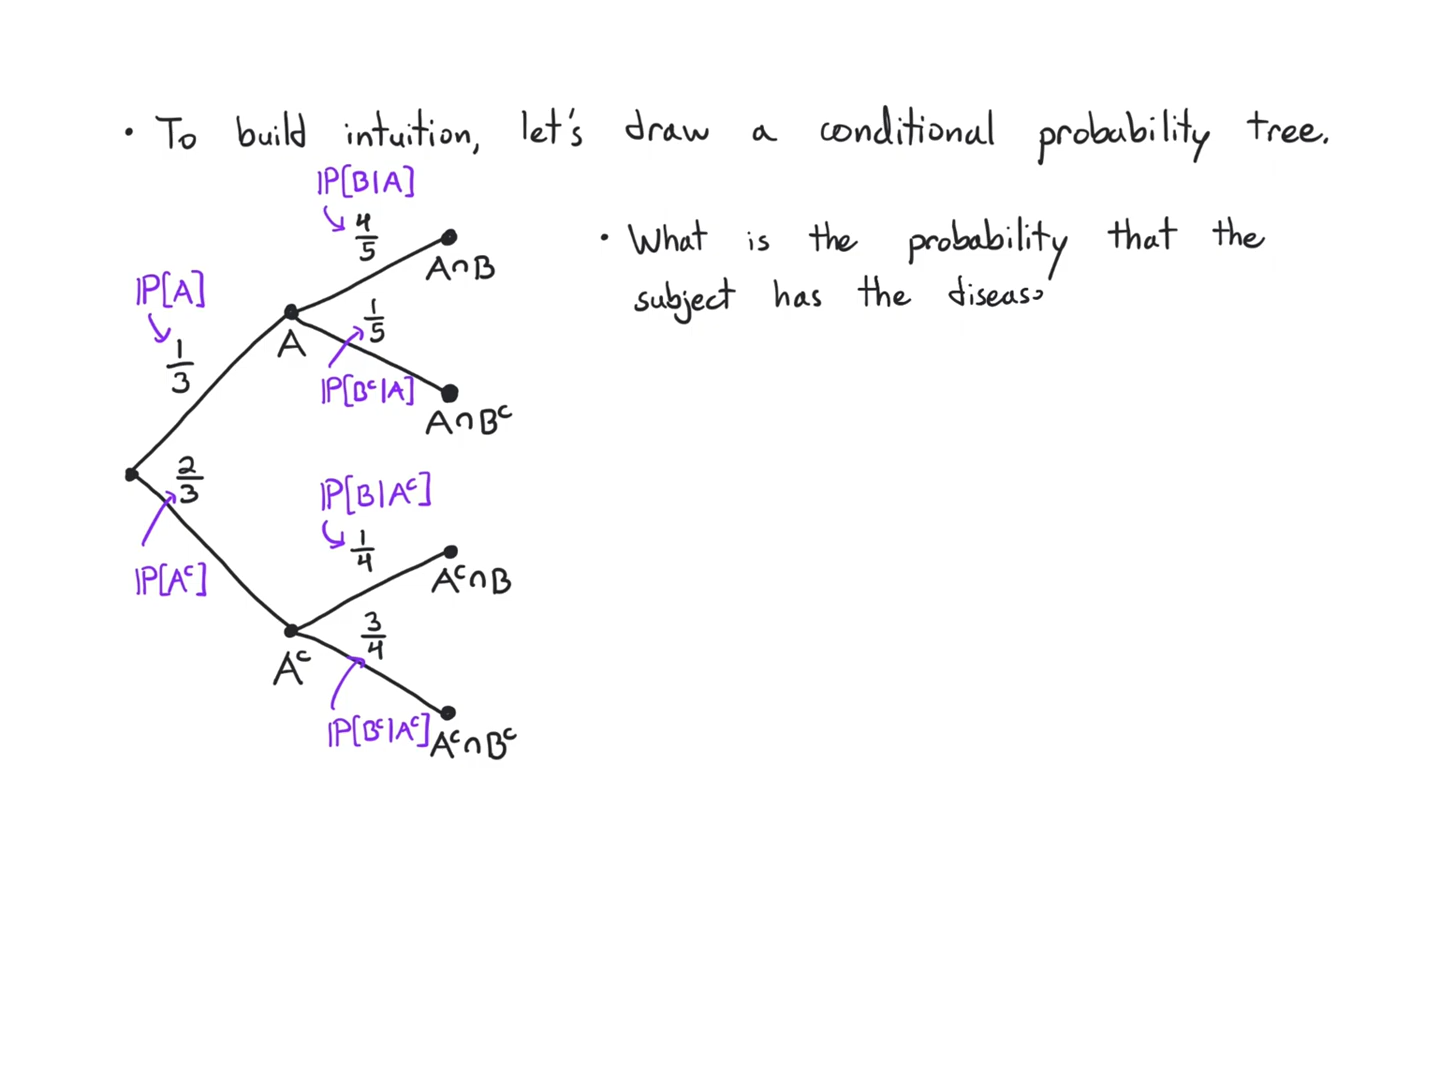 • To build intuition, let's draw a conditional probability tree.
P[B|A]
4/5
A∩B
P[A]
1/3
A
1/5
P[Bᶜ|A]
A∩Bᶜ
2/3
P[Aᶜ]
P[B|Aᶜ]
1/4
Aᶜ∩B
Aᶜ
3/4
P[Bᶜ|Aᶜ]
Aᶜ∩Bᶜ
• What is the probability that the
subject has the